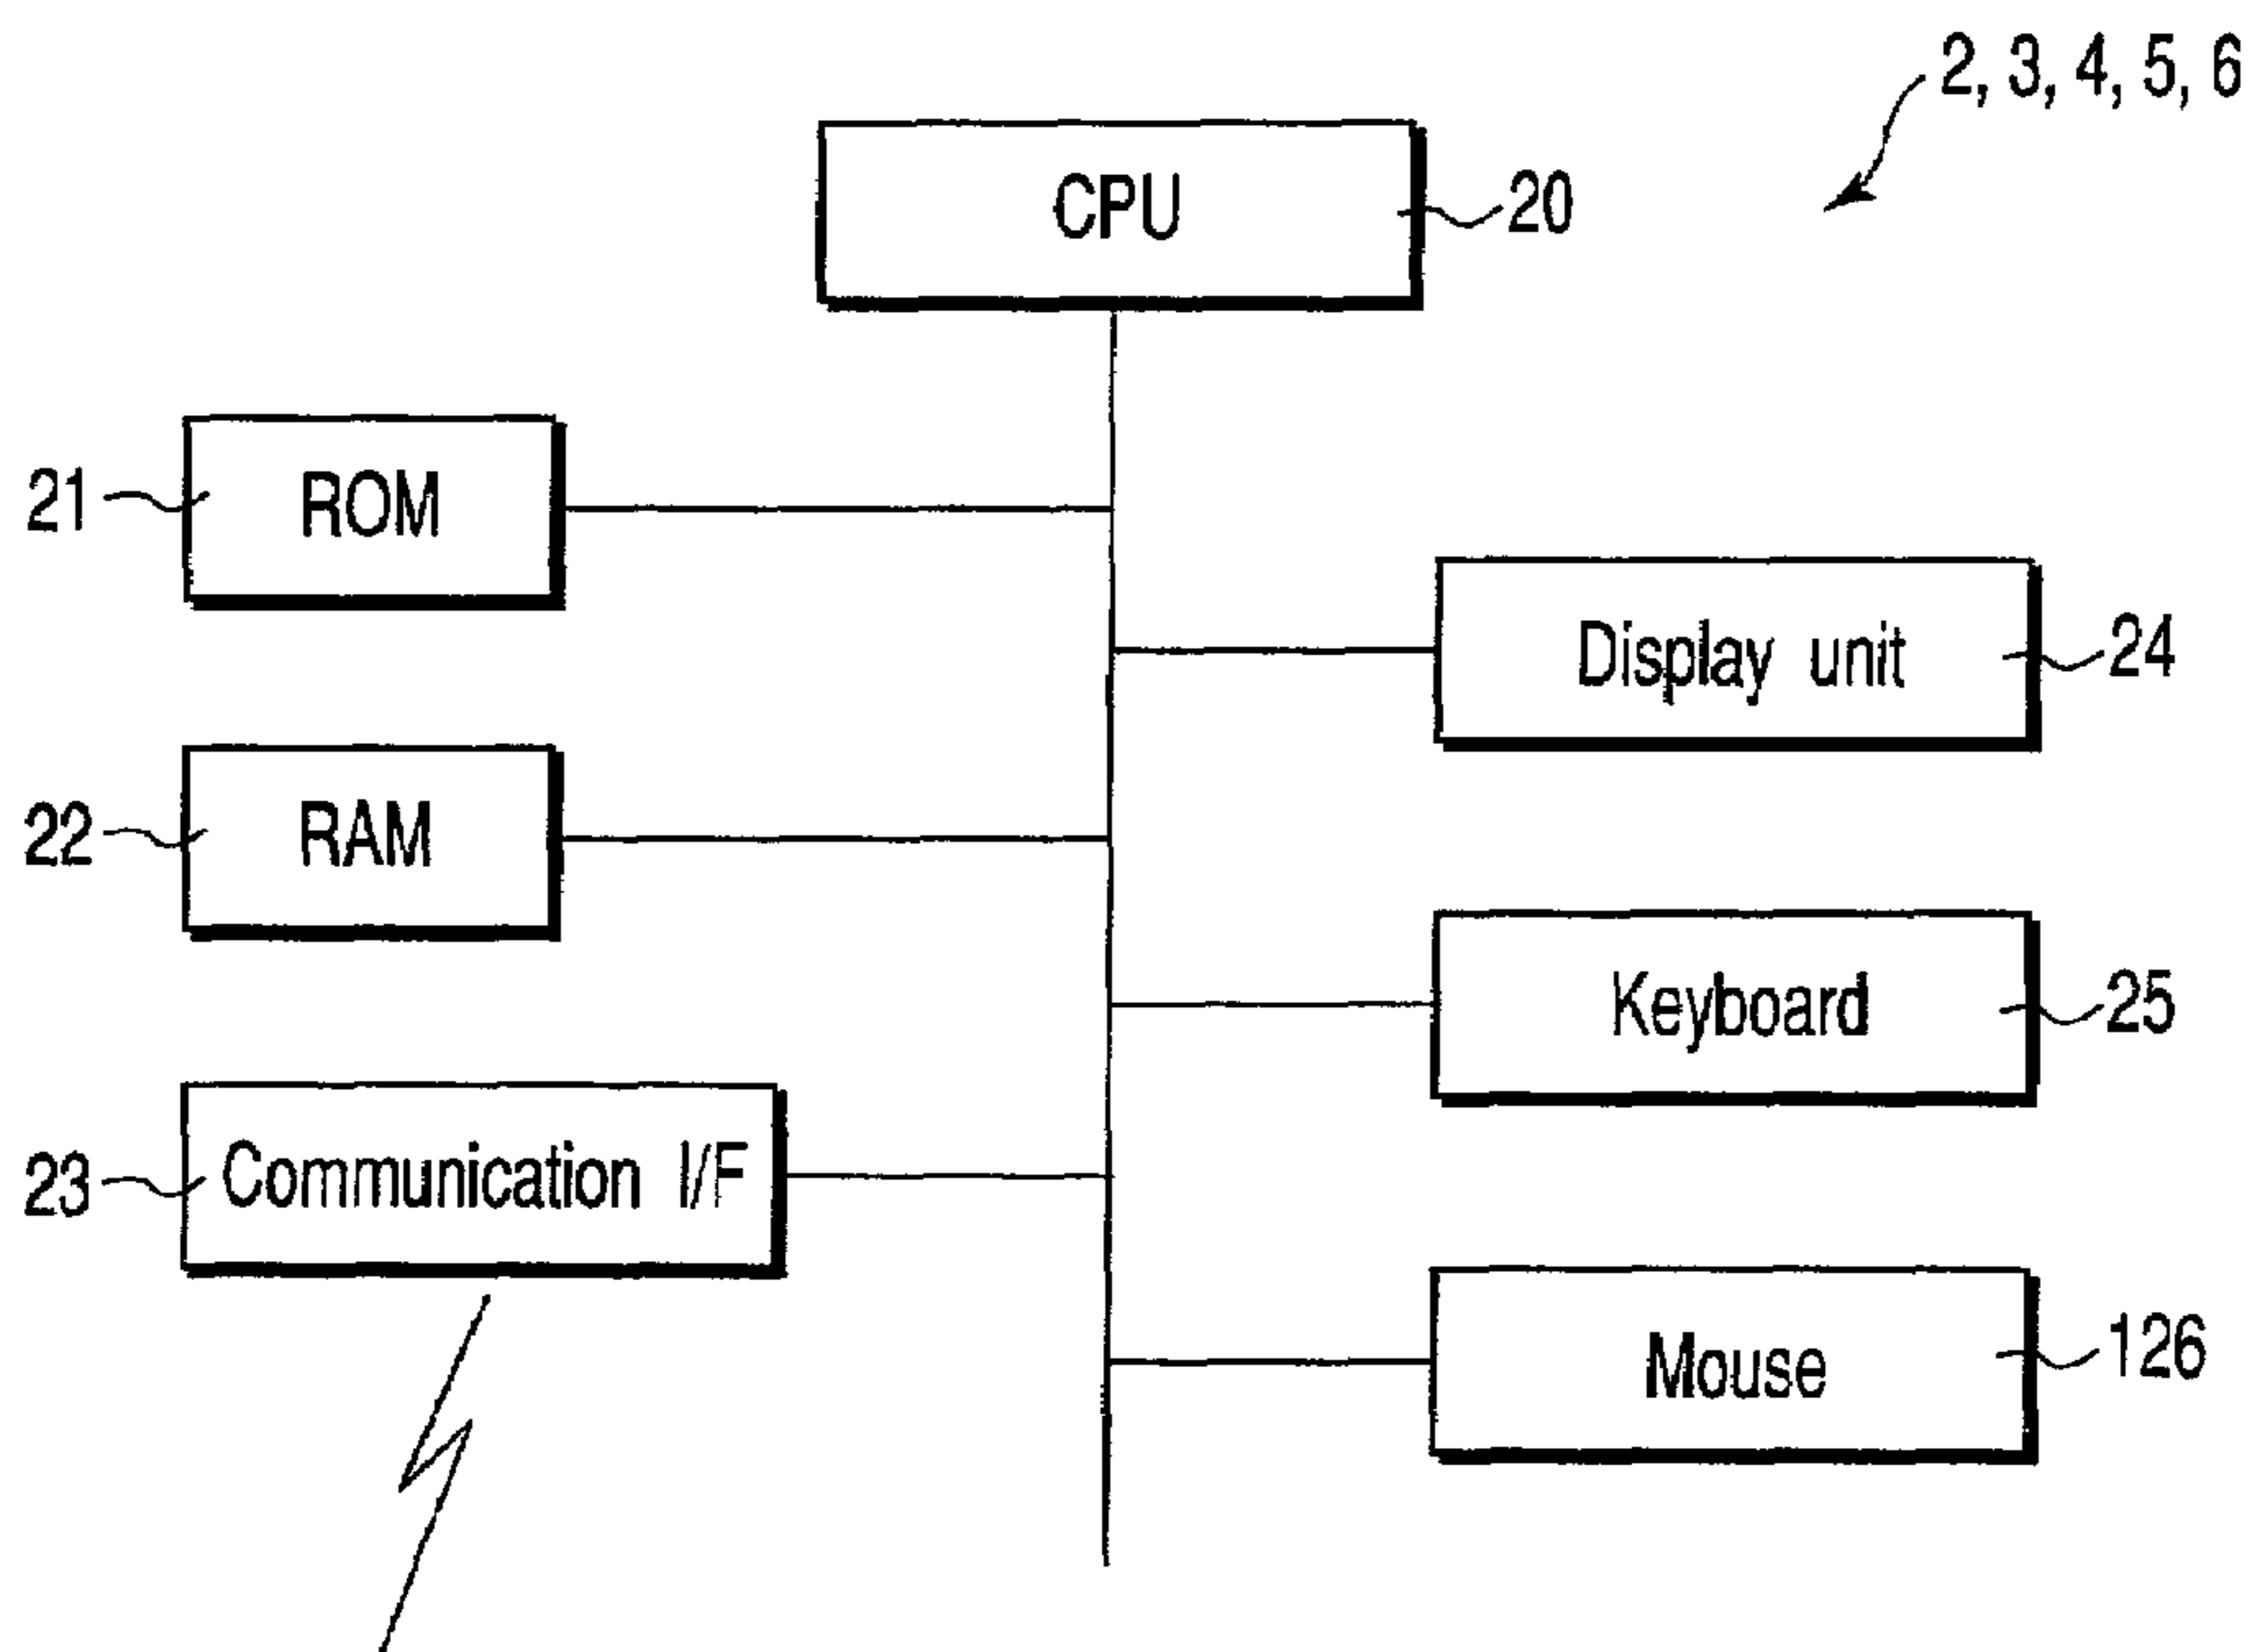 2, 3, 4, 5, 6
CPU
20
21
ROM
Display unit
24
22
RAM
Keyboard
25
23
Communication I/F
Mouse
126